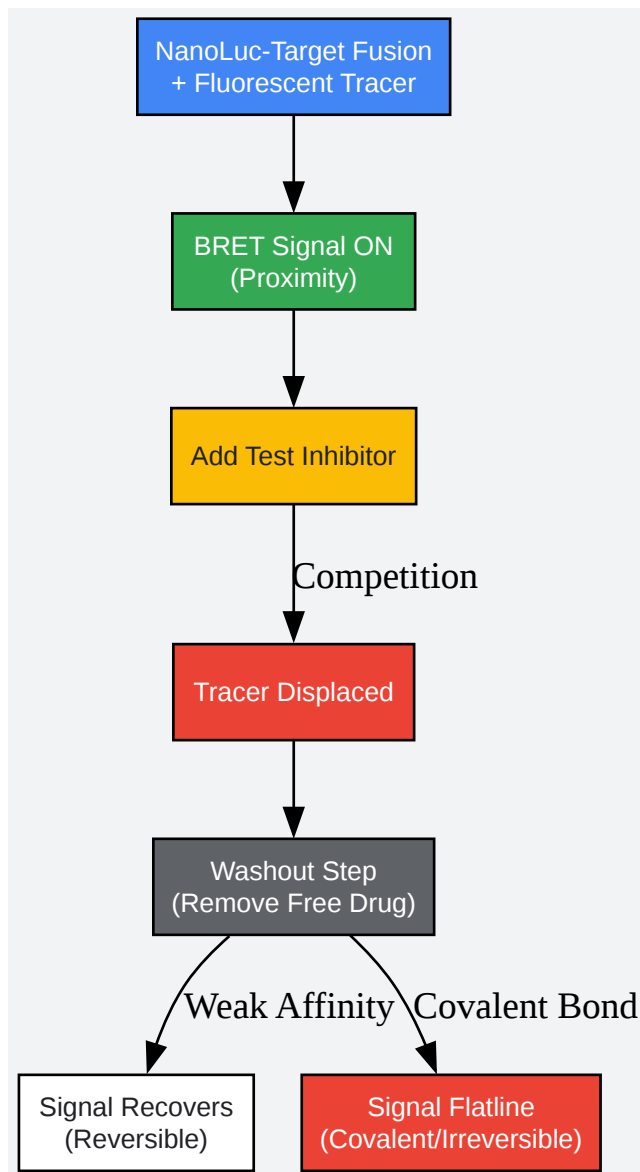 NanoLuc-Target Fusion
+ Fluorescent Tracer
BRET Signal ON
(Proximity)
Add Test Inhibitor
Competition
Tracer Displaced
Washout Step
(Remove Free Drug)
Weak Affinity
Covalent Bond
Signal Recovers
(Reversible)
Signal Flatline
(Covalent/Irreversible)